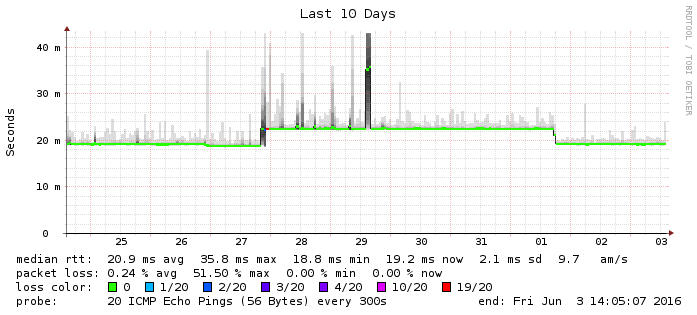 Last 10 Days
RRDTOOL / TOBI OETIKER
Seconds
40 m
30 m
20 m
10 m
0
25 26 27 28 29 30 31 01 02 03
median rtt: 20.9 ms avg 35.8 ms max 18.8 ms min 19.2 ms now 2.1 ms sd 9.7 am/s
packet loss: 0.24 % avg 51.50 % max 0.00 % min 0.00 % now
loss color: 0 1/20 2/20 3/20 4/20 10/20 19/20
probe: 20 ICMP Echo Pings (56 Bytes) every 300s end: Fri Jun 3 14:05:07 2016